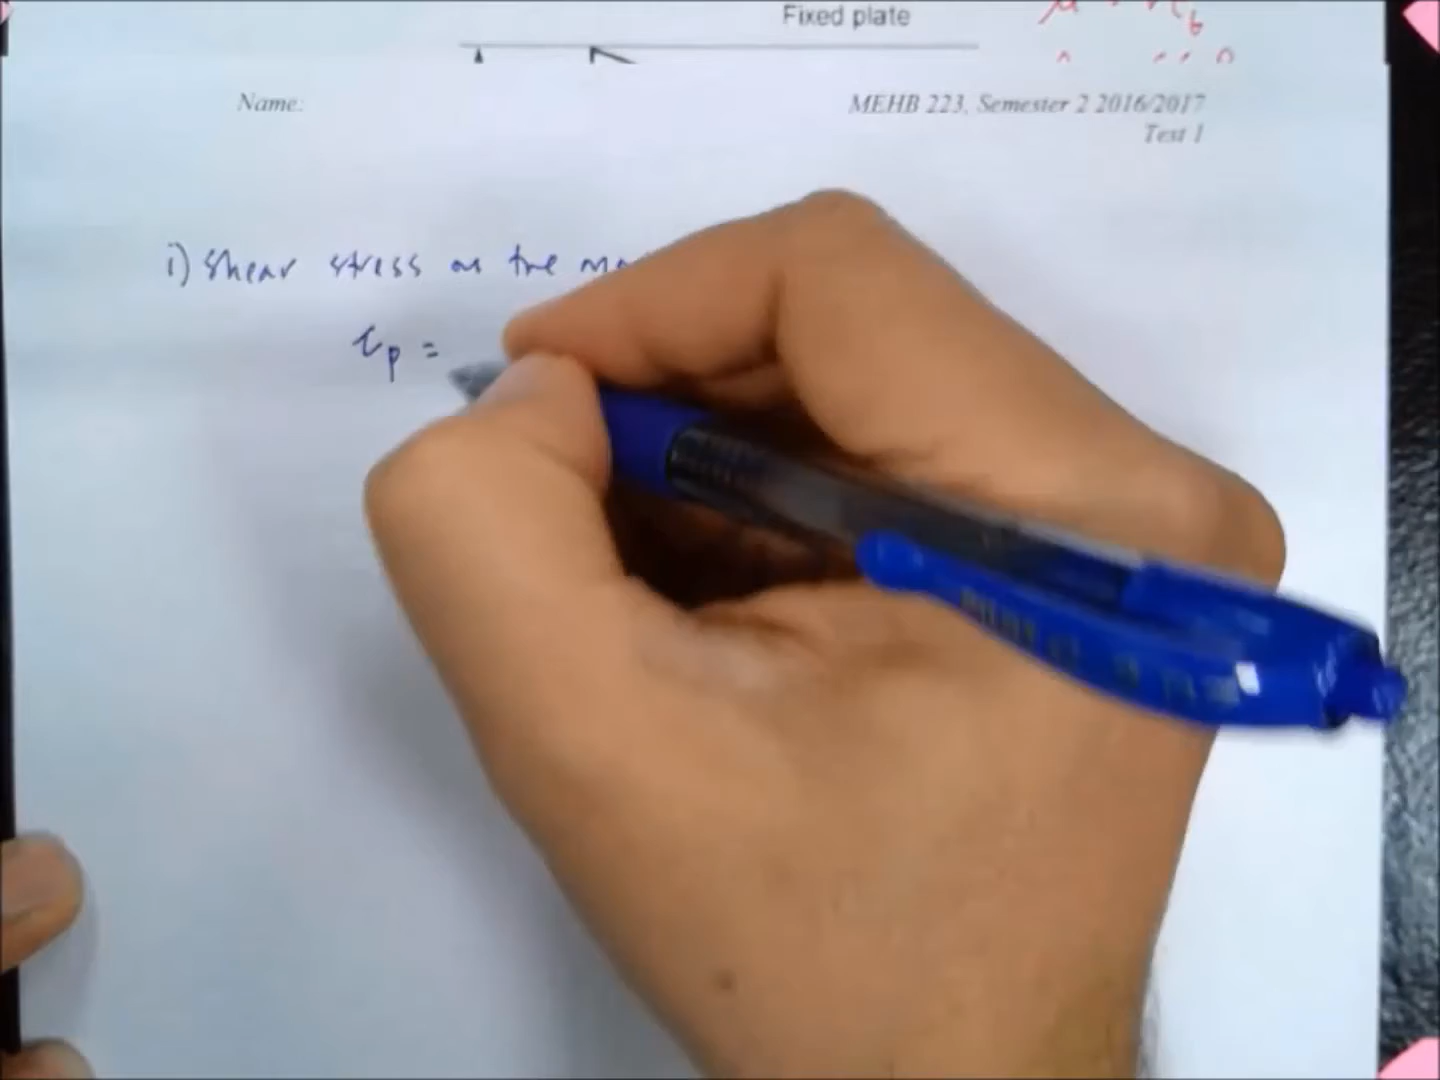 Fixed plate
Name:
MEHB 223, Semester 2 2016/2017
Test 1
i) shear stress on the
τp =